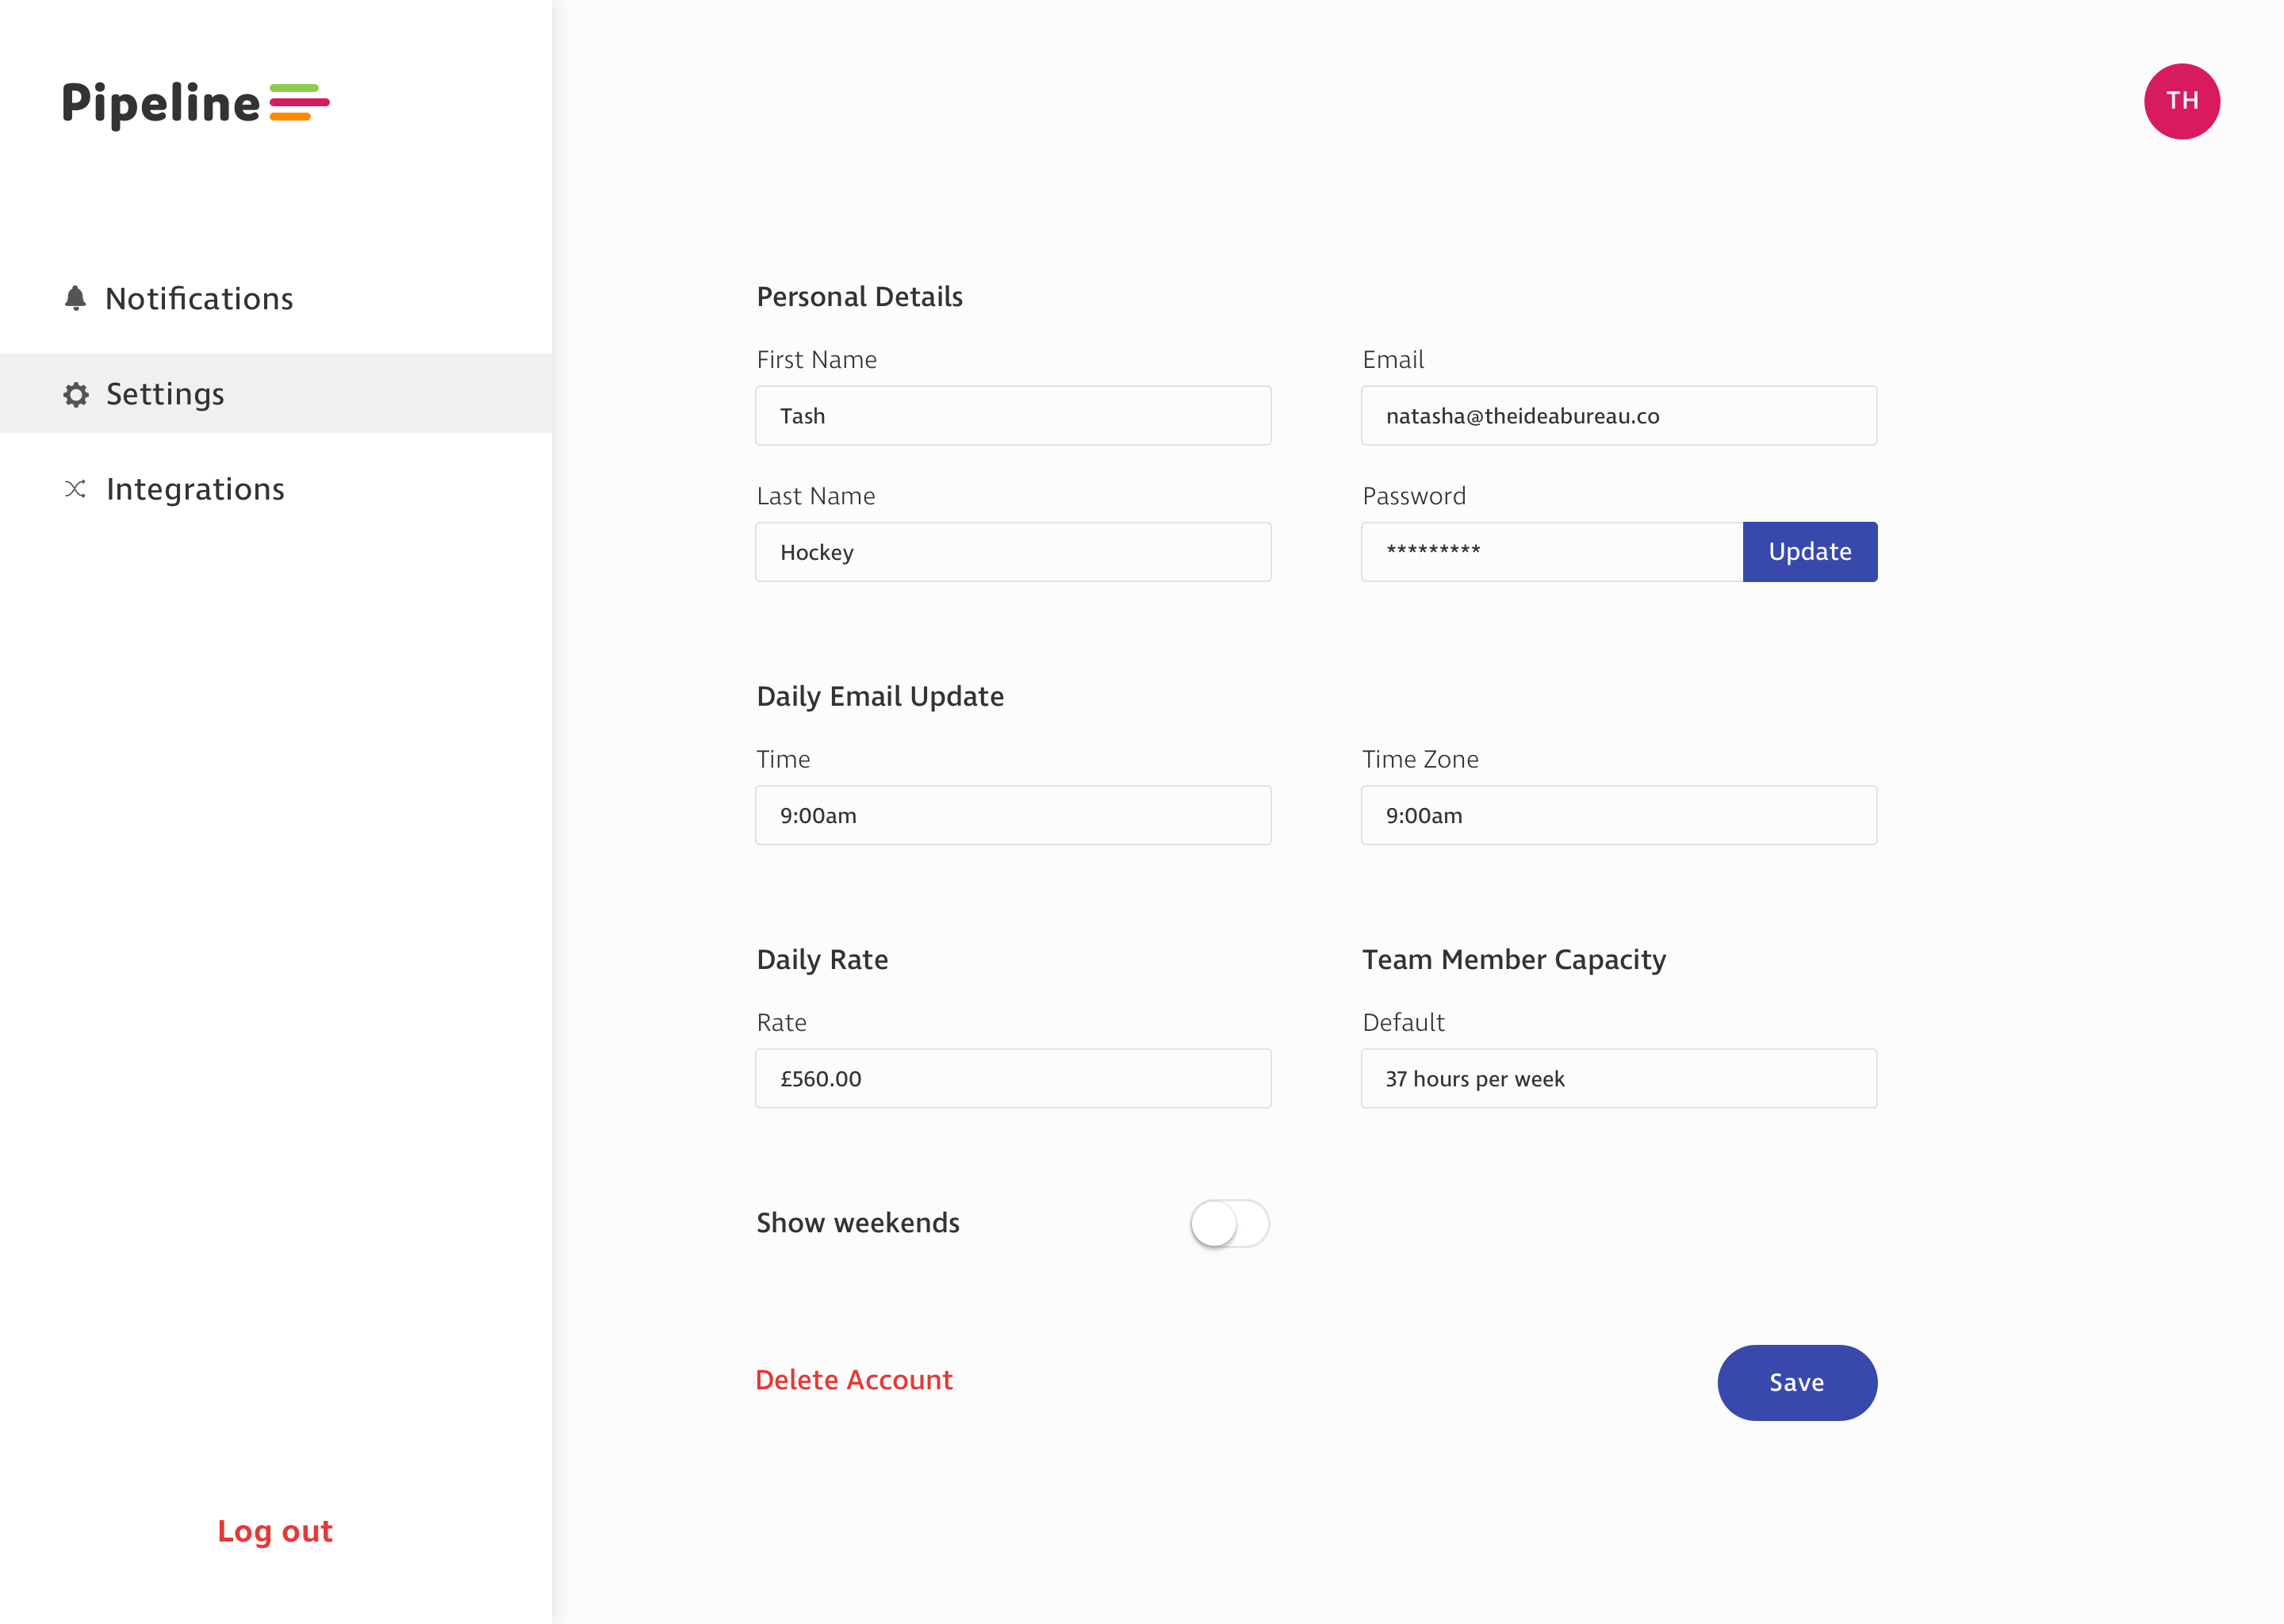 Pipeline
TH
Notifications
Settings
Integrations
Log out
Personal Details
First Name
Tash
Email
natasha@theideabureau.co
Last Name
Hockey
Password
*********
Update
Daily Email Update
Time
9:00am
Time Zone
9:00am
Daily Rate
Rate
£560.00
Team Member Capacity
Default
37 hours per week
Show weekends
Delete Account
Save